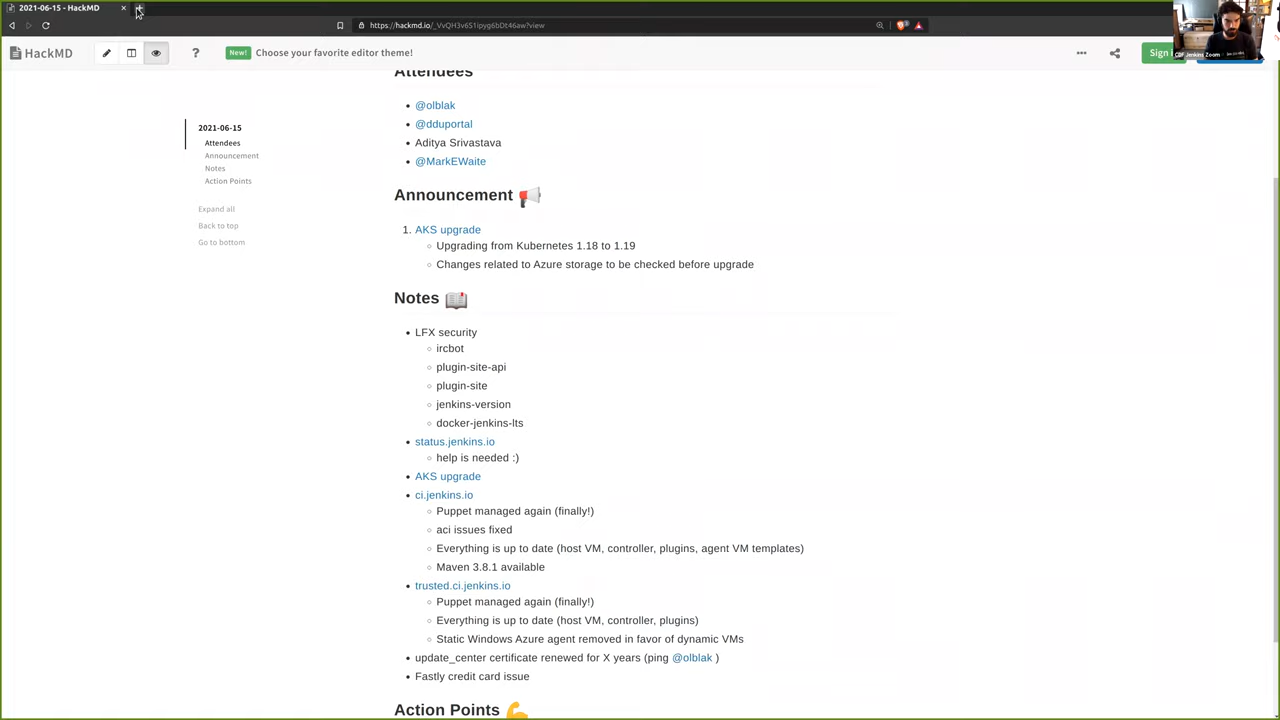 2021-06-15 - HackMD
https://hackmd.io/_VvQH3v6S1ipyg6bDt46aw?view
HackMD
New! Choose your favorite editor theme!
Sign
CDF Jenkins Zoom
Attendees
@olblak
@dduportal
Aditya Srivastava
@MarkEWaite
2021-06-15
Attendees
Announcement
Notes
Action Points
Expand all
Back to top
Go to bottom
Announcement
1. AKS upgrade
Upgrading from Kubernetes 1.18 to 1.19
Changes related to Azure storage to be checked before upgrade
Notes
LFX security
ircbot
plugin-site-api
plugin-site
jenkins-version
docker-jenkins-lts
status.jenkins.io
help is needed :)
AKS upgrade
ci.jenkins.io
Puppet managed again (finally!)
aci issues fixed
Everything is up to date (host VM, controller, plugins, agent VM templates)
Maven 3.8.1 available
trusted.ci.jenkins.io
Puppet managed again (finally!)
Everything is up to date (host VM, controller, plugins)
Static Windows Azure agent removed in favor of dynamic VMs
update_center certificate renewed for X years (ping @olblak )
Fastly credit card issue
Action Points